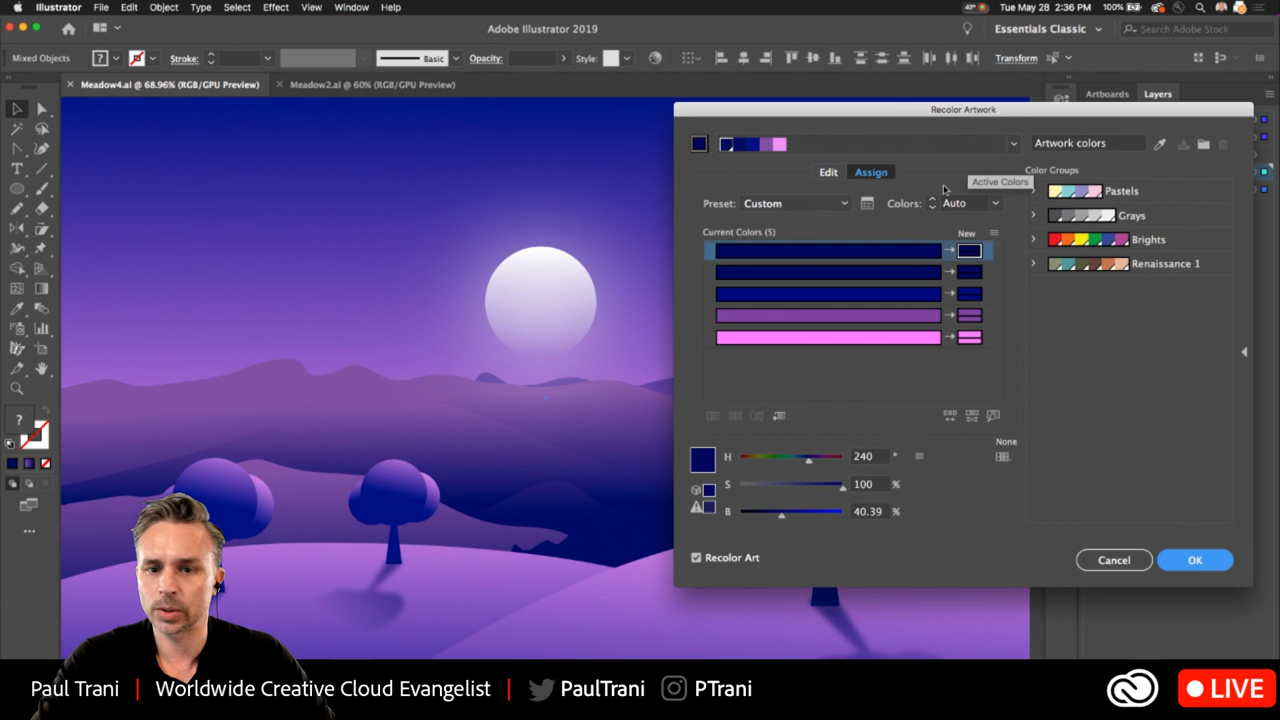 Illustrator File Edit Object Type Select Effect View Window Help
47° Tue May 28 2:36 PM 100%
Adobe Illustrator 2019
Essentials Classic
Search Adobe Stock
Mixed Objects ? Stroke: Basic Opacity: Style: Transform
× Meadow4.ai @ 68.96% (RGB/GPU Preview) × Meadow2.ai @ 60% (RGB/GPU Preview)
Artboards Layers
Recolor Artwork
Artwork colors
Edit Assign
Color Groups
Active Colors
Pastels
Preset: Custom Colors: Auto
Grays
Current Colors (5) New
Brights
Renaissance 1
?
None
H 240 °
S 100 %
B 40.39 %
Recolor Art
Cancel OK
Paul Trani | Worldwide Creative Cloud Evangelist | PaulTrani PTrani
LIVE